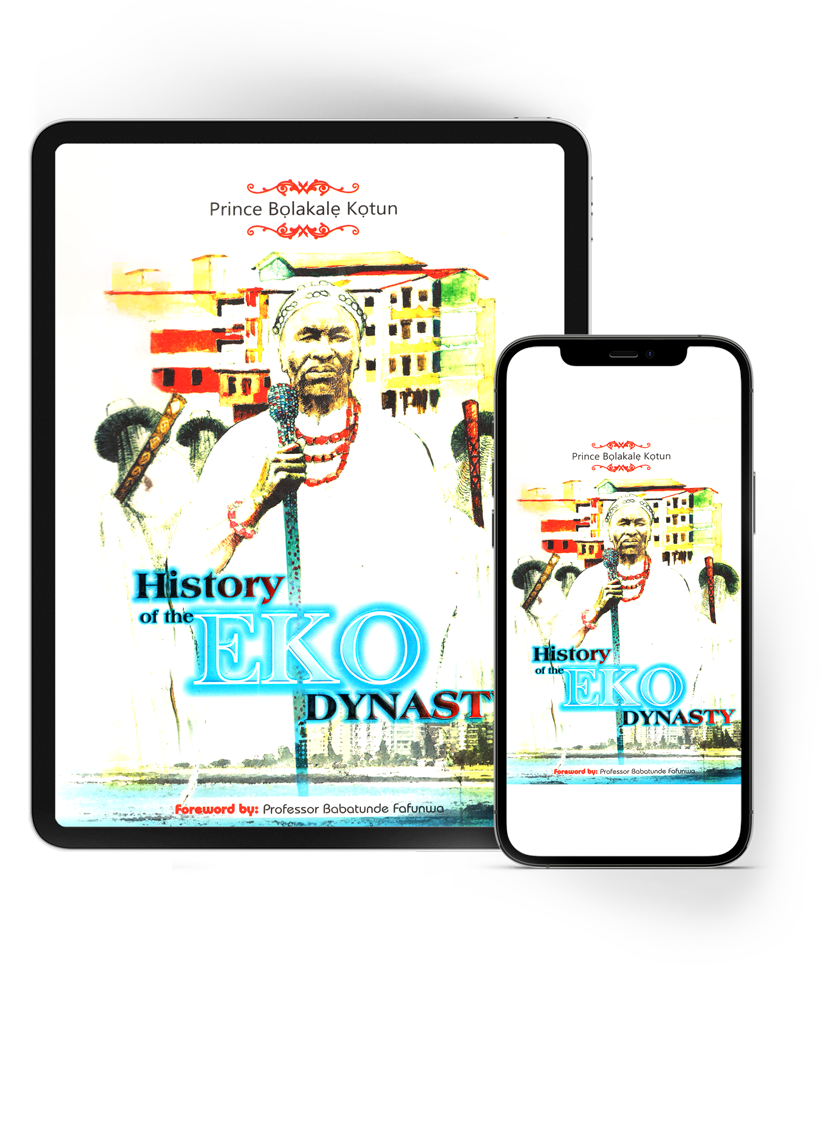 Prince Bọlakalẹ Kọtun
History
of the
EKO
DYNASTY
Foreword by: Professor Babatunde Fafunwa
Prince Bọlakalẹ Kọtun
History
of the
EKO
DYNASTY
Foreword by: Professor Babatunde Fafunwa